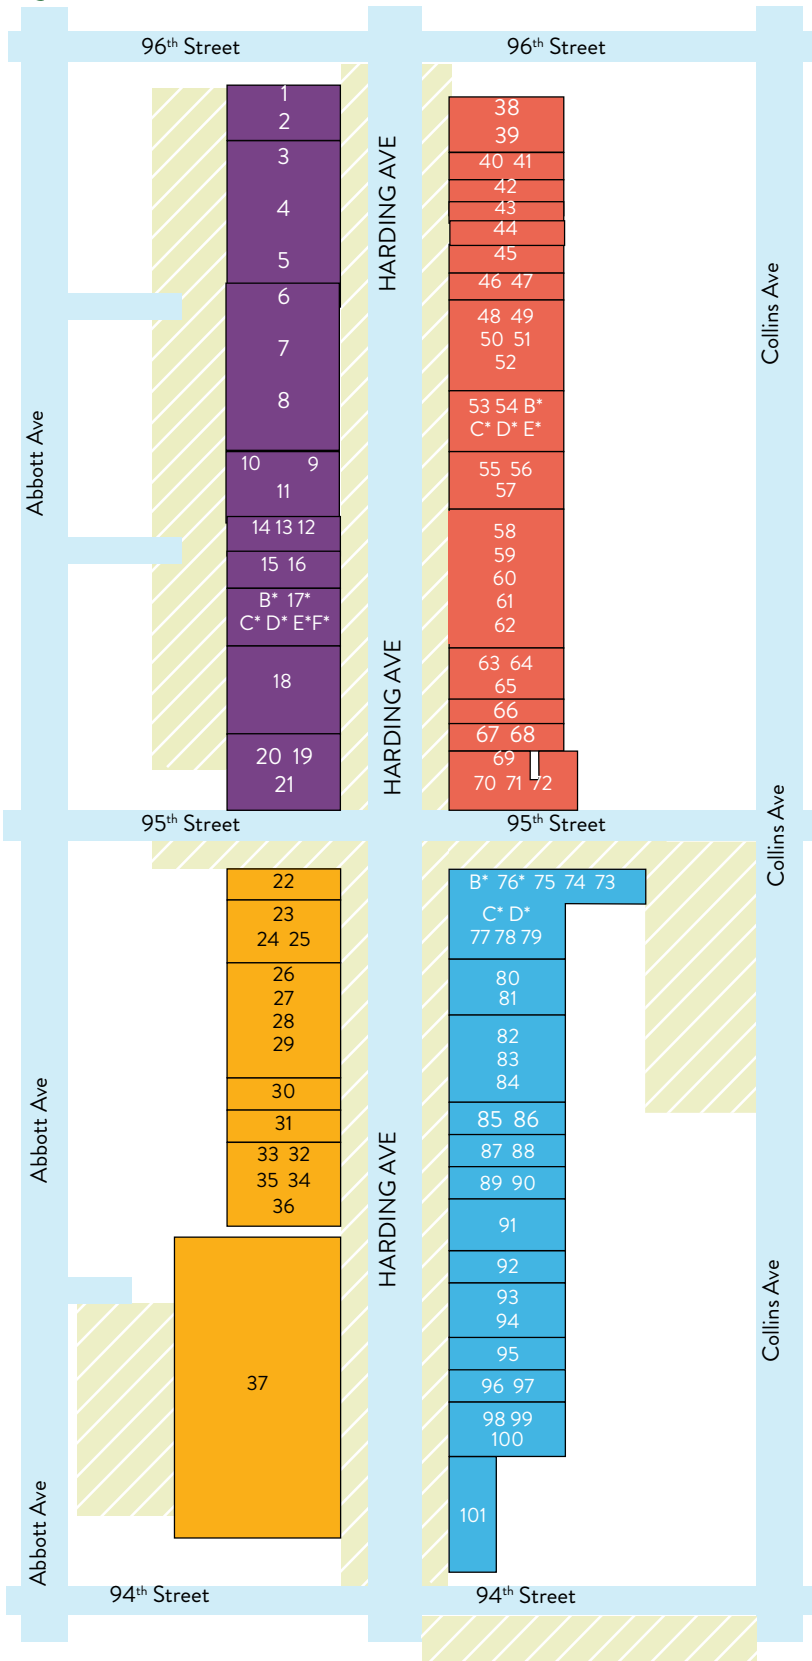 96th Street
96th Street
HARDING AVE
Collins Ave
Abbott Ave
1
2
3
4
5
6
7
8
10 9
11
14 13 12
15 16
B* 17*
C* D* E*F*
18
20 19
21
38
39
40 41
42
43
44
45
46 47
48 49
50 51
52
53 54 B*
C* D* E*
55 56
57
58
59
60
61
62
63 64
65
66
67 68
69
70 71 72
HARDING AVE
95th Street
95th Street
Collins Ave
22
23
24 25
26
27
28
29
30
31
33 32
35 34
36
37
B* 76* 75 74 73
C* D*
77 78 79
80
81
82
83
84
85 86
87 88
89 90
91
92
93
94
95
96 97
98 99
100
101
Abbott Ave
HARDING AVE
Collins Ave
Abbott Ave
94th Street
94th Street